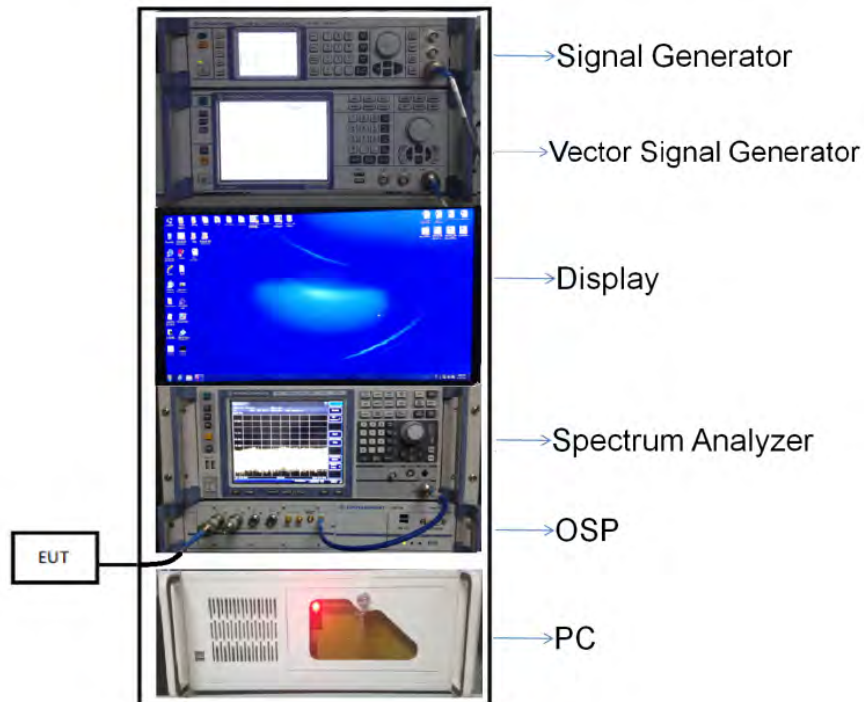 Signal Generator
Vector Signal Generator
Display
Spectrum Analyzer
OSP
EUT
PC